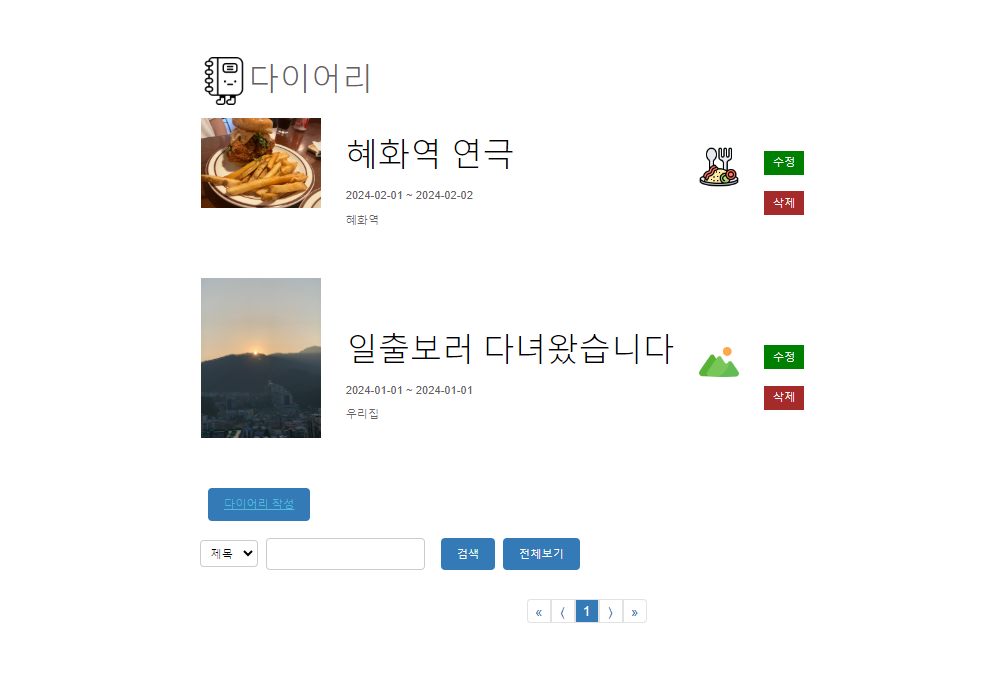 다이어리
혜화역 연극
2024-02-01 ~ 2024-02-02
혜화역
수정
삭제
일출보러 다녀왔습니다
2024-01-01 ~ 2024-01-01
우리집
수정
삭제
다이어리 작성
제목 검색 전체보기
« ⟨ 1 ⟩ »